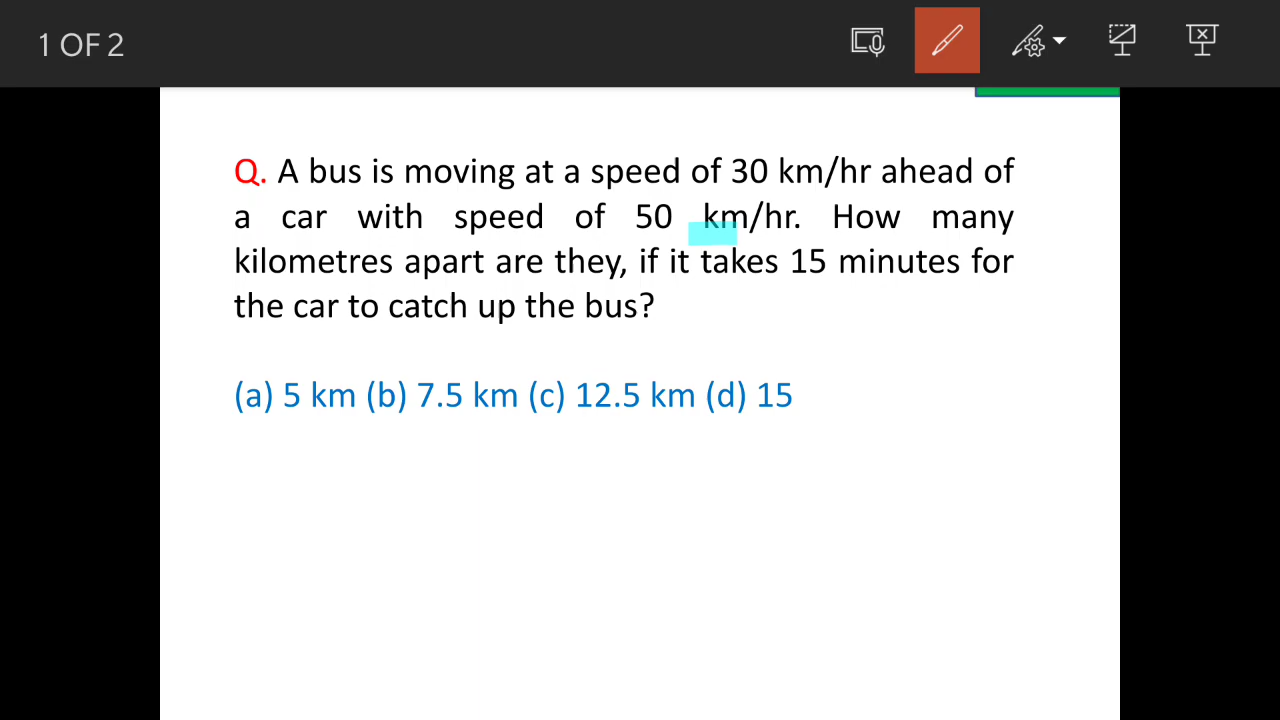 1 OF 2
Q. A bus is moving at a speed of 30 km/hr ahead of
a car with speed of 50 km/hr. How many
kilometres apart are they, if it takes 15 minutes for
the car to catch up the bus?
(a) 5 km (b) 7.5 km (c) 12.5 km (d) 15